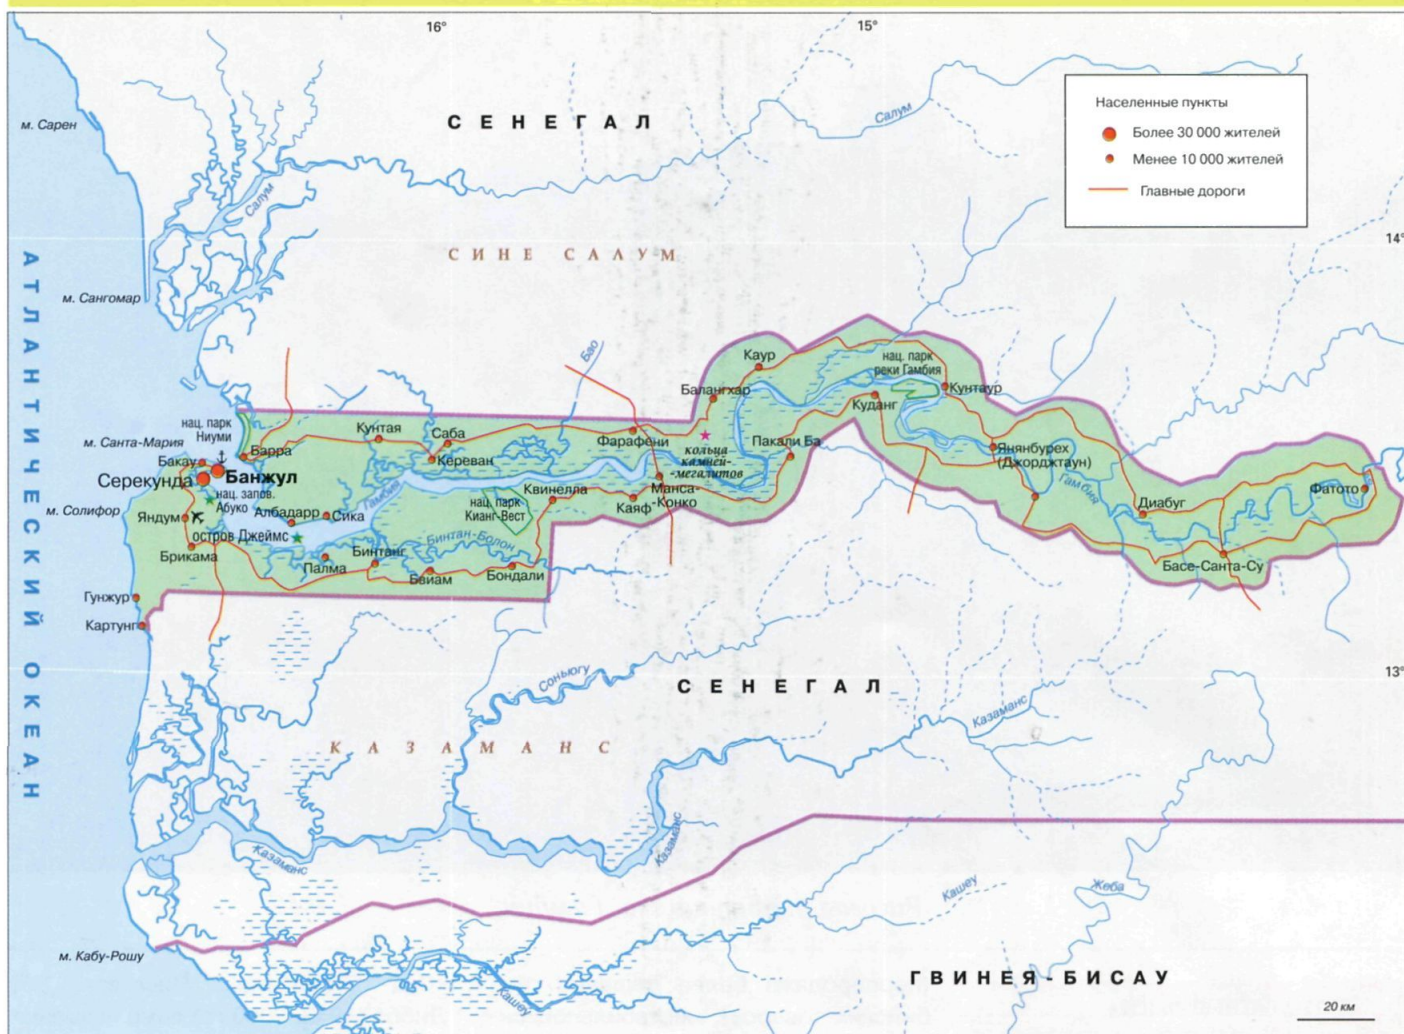 16°
15°
Населенные пункты
Более 30 000 жителей
Менее 10 000 жителей
Главные дороги
м. Сарен
СЕНЕГАЛ
Салум
Салум
14°
СИНЕ САЛУМ
м. Сангомар
АТЛАНТИЧЕСКИЙ ОКЕАН
Бао
Каур
нац. парк
реки Гамбия
Балангхар
Кунтаур
Куданг
нац. парк
Ниуми
Кунтая
Саба
Фарафени
м. Санта-Мария
Барра
Кереван
кольца
камней-
-мегалитов
Пакали Ба
Янянбурех
(Джорджтаун)
Бакау
Банжул
Серекунда
Гамбия
Гамбия
нац. запов.
Абуко
Квинелла
Манса-
-Конко
Каяф
нац. парк
Кианг-Вест
Диабуг
Фатото
м. Солифор
Яндум
Албадарр
Сика
остров Джеймс
Бинтан-Болон
Брикама
Палма
Бинтанг
Бвиам
Бондали
Басе-Санта-Су
Гунжур
Картунг
Соньюгу
13°
СЕНЕГАЛ
Казаманс
КАЗАМАНС
Казаманс
Казаманс
Кашеу
Жеба
м. Кабу-Рошу
Кашеу
ГВИНЕЯ-БИСАУ
20 км